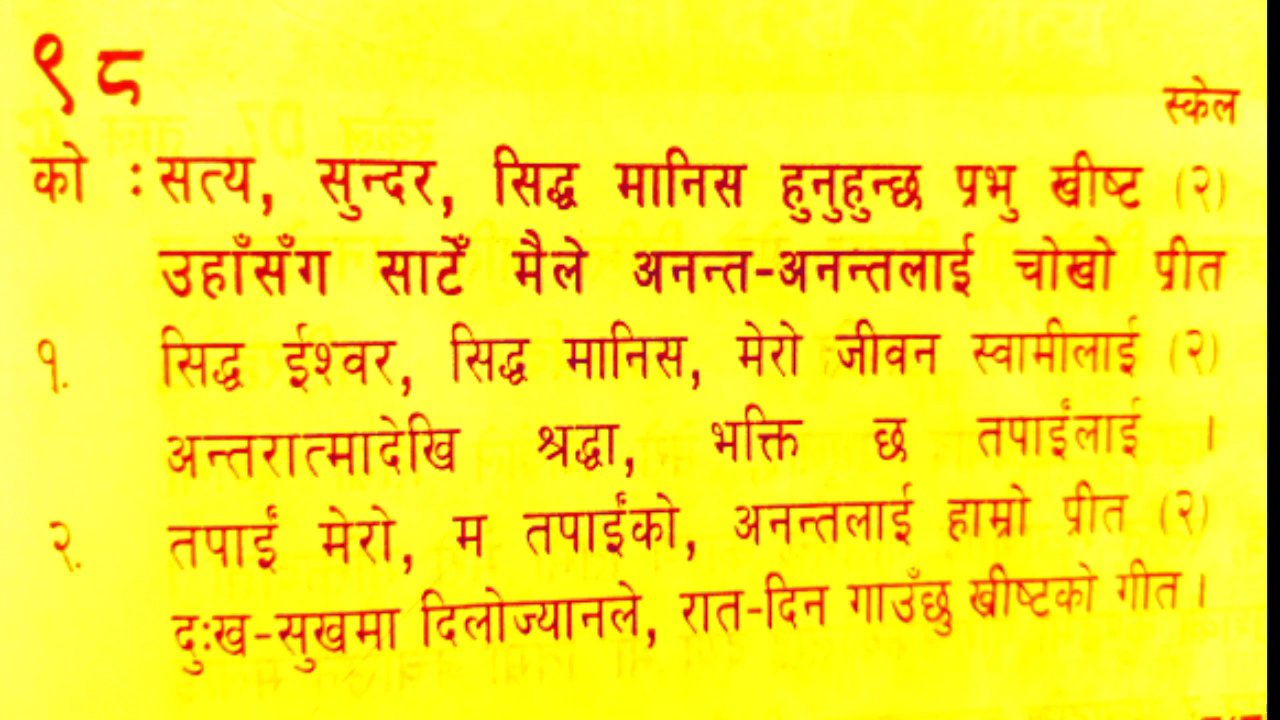 ९८
स्केल
को : सत्य, सुन्दर, सिद्ध मानिस हुनुहुन्छ प्रभु ख्रीष्ट (२)
उहाँसँग साटेँ मैले अनन्त-अनन्तलाई चोखो प्रीत
१. सिद्ध ईश्वर, सिद्ध मानिस, मेरो जीवन स्वामीलाई (२)
अन्तरात्मादेखि श्रद्धा, भक्ति छ तपाईंलाई ।
२. तपाईं मेरो, म तपाईंको, अनन्तलाई हाम्रो प्रीत (२)
दुःख-सुखमा दिलोज्यानले, रात-दिन गाउँछु ख्रीष्टको गीत ।